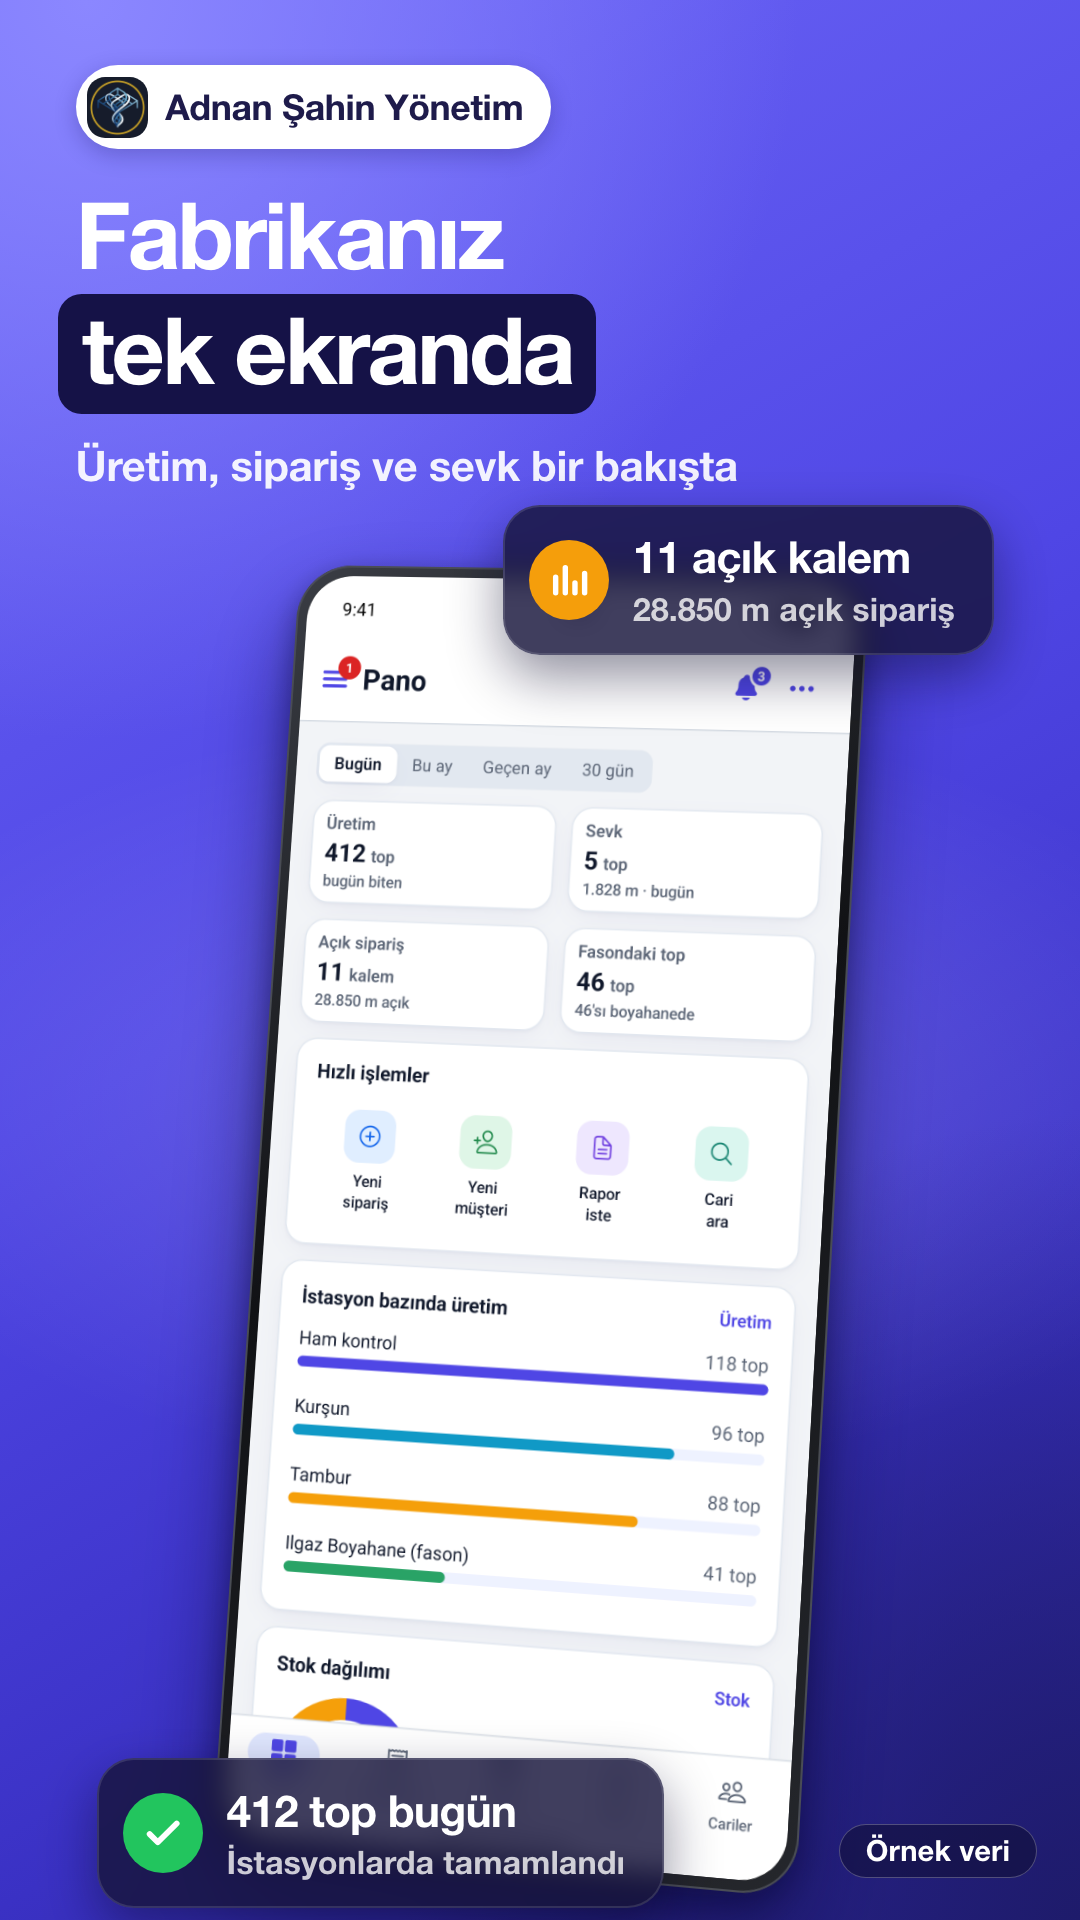 Adnan Şahin Yönetim
Fabrikanız
tek ekranda
Üretim, sipariş ve sevk bir bakışta
11 açık kalem
28.850 m açık sipariş
9:41
1
Pano
3
Bugün
Bu ay
Geçen ay
30 gün
Üretim
412 top
bugün biten
Sevk
5 top
1.828 m · bugün
Açık sipariş
11 kalem
28.850 m açık
Fasondaki top
46 top
46'sı boyahanede
Hızlı işlemler
Yeni
sipariş
Yeni
müşteri
Rapor
iste
Cari
ara
İstasyon bazında üretim
Üretim
Ham kontrol
118 top
Kurşun
96 top
Tambur
88 top
Ilgaz Boyahane (fason)
41 top
Stok dağılımı
Stok
Cariler
412 top bugün
İstasyonlarda tamamlandı
Örnek veri